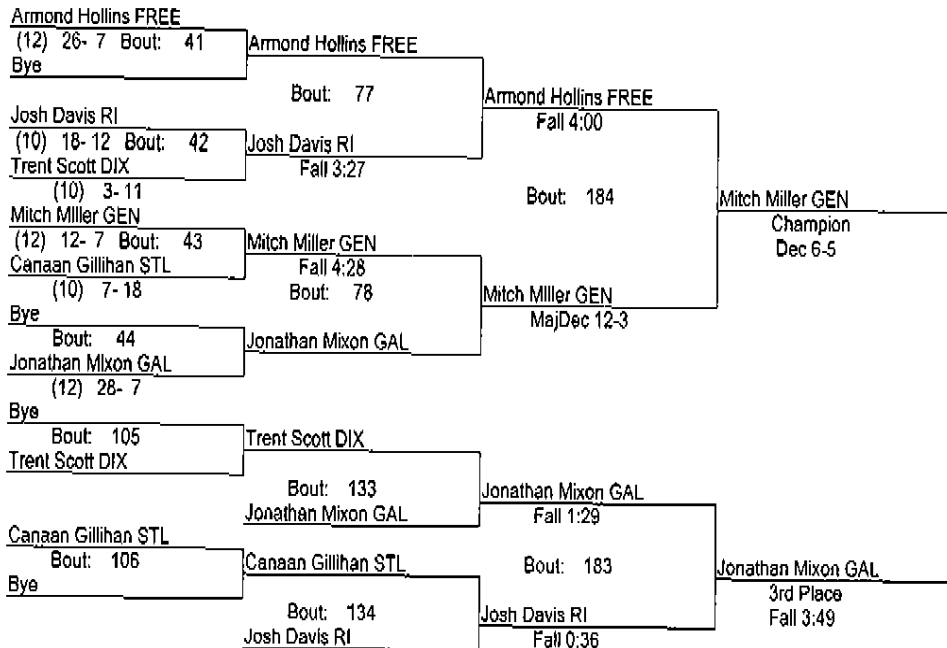 Armond Hollins FREE
(12) 26- 7 Bout: 41
Bye
Armond Hollins FREE
Bout: 77
Josh Davis RI
(10) 18- 12 Bout: 42
Trent Scott DIX
(10) 3- 11
Josh Davis RI
Fall 3:27
Armond Hollins FREE
Fall 4:00
Bout: 184
Mitch Miller GEN
(12) 12- 7 Bout: 43
Canaan Gillihan STL
(10) 7- 18
Mitch Miller GEN
Fall 4:28
Bout: 78
Bye
Bout: 44
Jonathan Mixon GAL
(12) 28- 7
Jonathan Mixon GAL
Mitch Miller GEN
MajDec 12-3
Mitch Miller GEN
Champion
Dec 6-5
Bye
Bout: 105
Trent Scott DIX
Trent Scott DIX
Bout: 133
Jonathan Mixon GAL
Jonathan Mixon GAL
Fall 1:29
Bout: 183
Canaan Gillihan STL
Bout: 106
Bye
Canaan Gillihan STL
Bout: 134
Josh Davis RI
Josh Davis RI
Fall 0:36
Jonathan Mixon GAL
3rd Place
Fall 3:49